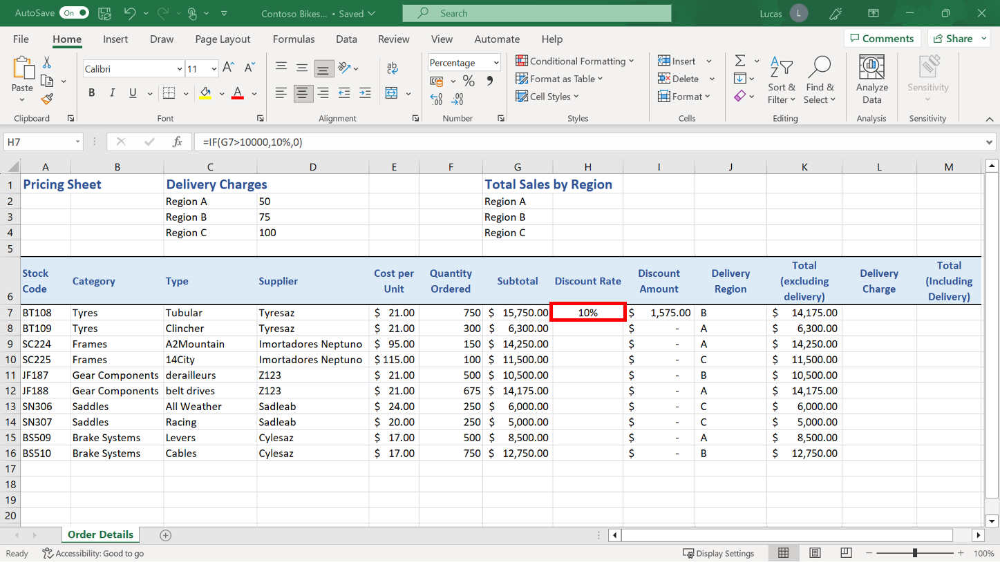 AutoSave On Contoso Bikes... • Saved Search Lucas L
File Home Insert Draw Page Layout Formulas Data Review View Automate Help Comments Share
Paste
Clipboard
Calibri 11
B I U A
Font
ab
Alignment
Percentage
%
Number
Conditional Formatting
Format as Table
Cell Styles
Styles
Insert
Delete
Format
Cells
Sort & Filter
Find & Select
Editing
Analyze Data
Analysis
Sensitivity
Sensitivity
H7 fx =IF(G7>10000,10%,0)
A B C D E F G H I J K L M
1 Pricing Sheet Delivery Charges Total Sales by Region
2 Region A 50 Region A
3 Region B 75 Region B
4 Region C 100 Region C
5
6 Stock Code Category Type Supplier Cost per Unit Quantity Ordered Subtotal Discount Rate Discount Amount Delivery Region Total (excluding delivery) Delivery Charge Total (Including Delivery)
7 BT108 Tyres Tubular Tyresaz $ 21.00 750 $ 15,750.00 10% $ 1,575.00 B $ 14,175.00
8 BT109 Tyres Clincher Tyresaz $ 21.00 300 $ 6,300.00 $ - A $ 6,300.00
9 SC224 Frames A2Mountain Imortadores Neptuno $ 95.00 150 $ 14,250.00 $ - A $ 14,250.00
10 SC225 Frames 14City Imortadores Neptuno $ 115.00 100 $ 11,500.00 $ - C $ 11,500.00
11 JF187 Gear Components derailleurs Z123 $ 21.00 500 $ 10,500.00 $ - B $ 10,500.00
12 JF188 Gear Components belt drives Z123 $ 21.00 675 $ 14,175.00 $ - A $ 14,175.00
13 SN306 Saddles All Weather Sadleab $ 24.00 250 $ 6,000.00 $ - C $ 6,000.00
14 SN307 Saddles Racing Sadleab $ 20.00 250 $ 5,000.00 $ - C $ 5,000.00
15 BS509 Brake Systems Levers Cylesaz $ 17.00 500 $ 8,500.00 $ - A $ 8,500.00
16 BS510 Brake Systems Cables Cylesaz $ 17.00 750 $ 12,750.00 $ - B $ 12,750.00
17
18
19
20
Order Details
Ready Accessibility: Good to go Display Settings 100%